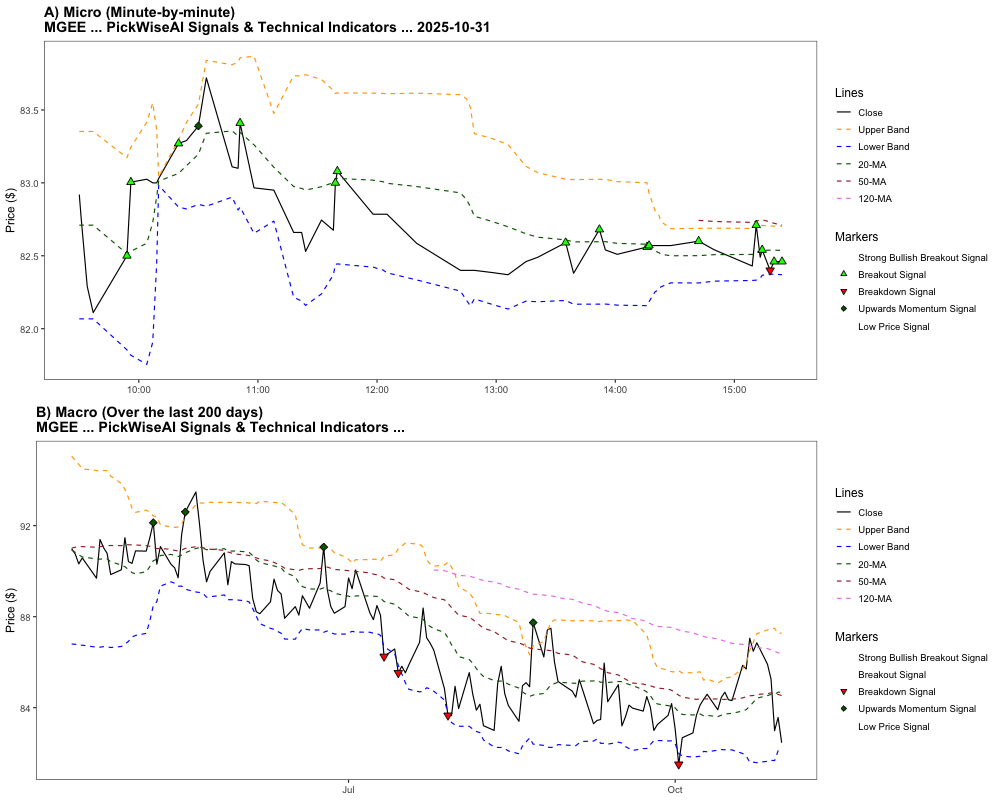 A) Micro (Minute-by-minute)
MGEE ... PickWiseAI Signals & Technical Indicators ... 2025-10-31
Price ($)
83.5
83.0
82.5
82.0
10:00
11:00
12:00
13:00
14:00
15:00
Lines
Close
Upper Band
Lower Band
20-MA
50-MA
120-MA
Markers
Strong Bullish Breakout Signal
Breakout Signal
Breakdown Signal
Upwards Momentum Signal
Low Price Signal
B) Macro (Over the last 200 days)
MGEE ... PickWiseAI Signals & Technical Indicators ...
Price ($)
92
88
84
Jul
Oct
Lines
Close
Upper Band
Lower Band
20-MA
50-MA
120-MA
Markers
Strong Bullish Breakout Signal
Breakout Signal
Breakdown Signal
Upwards Momentum Signal
Low Price Signal